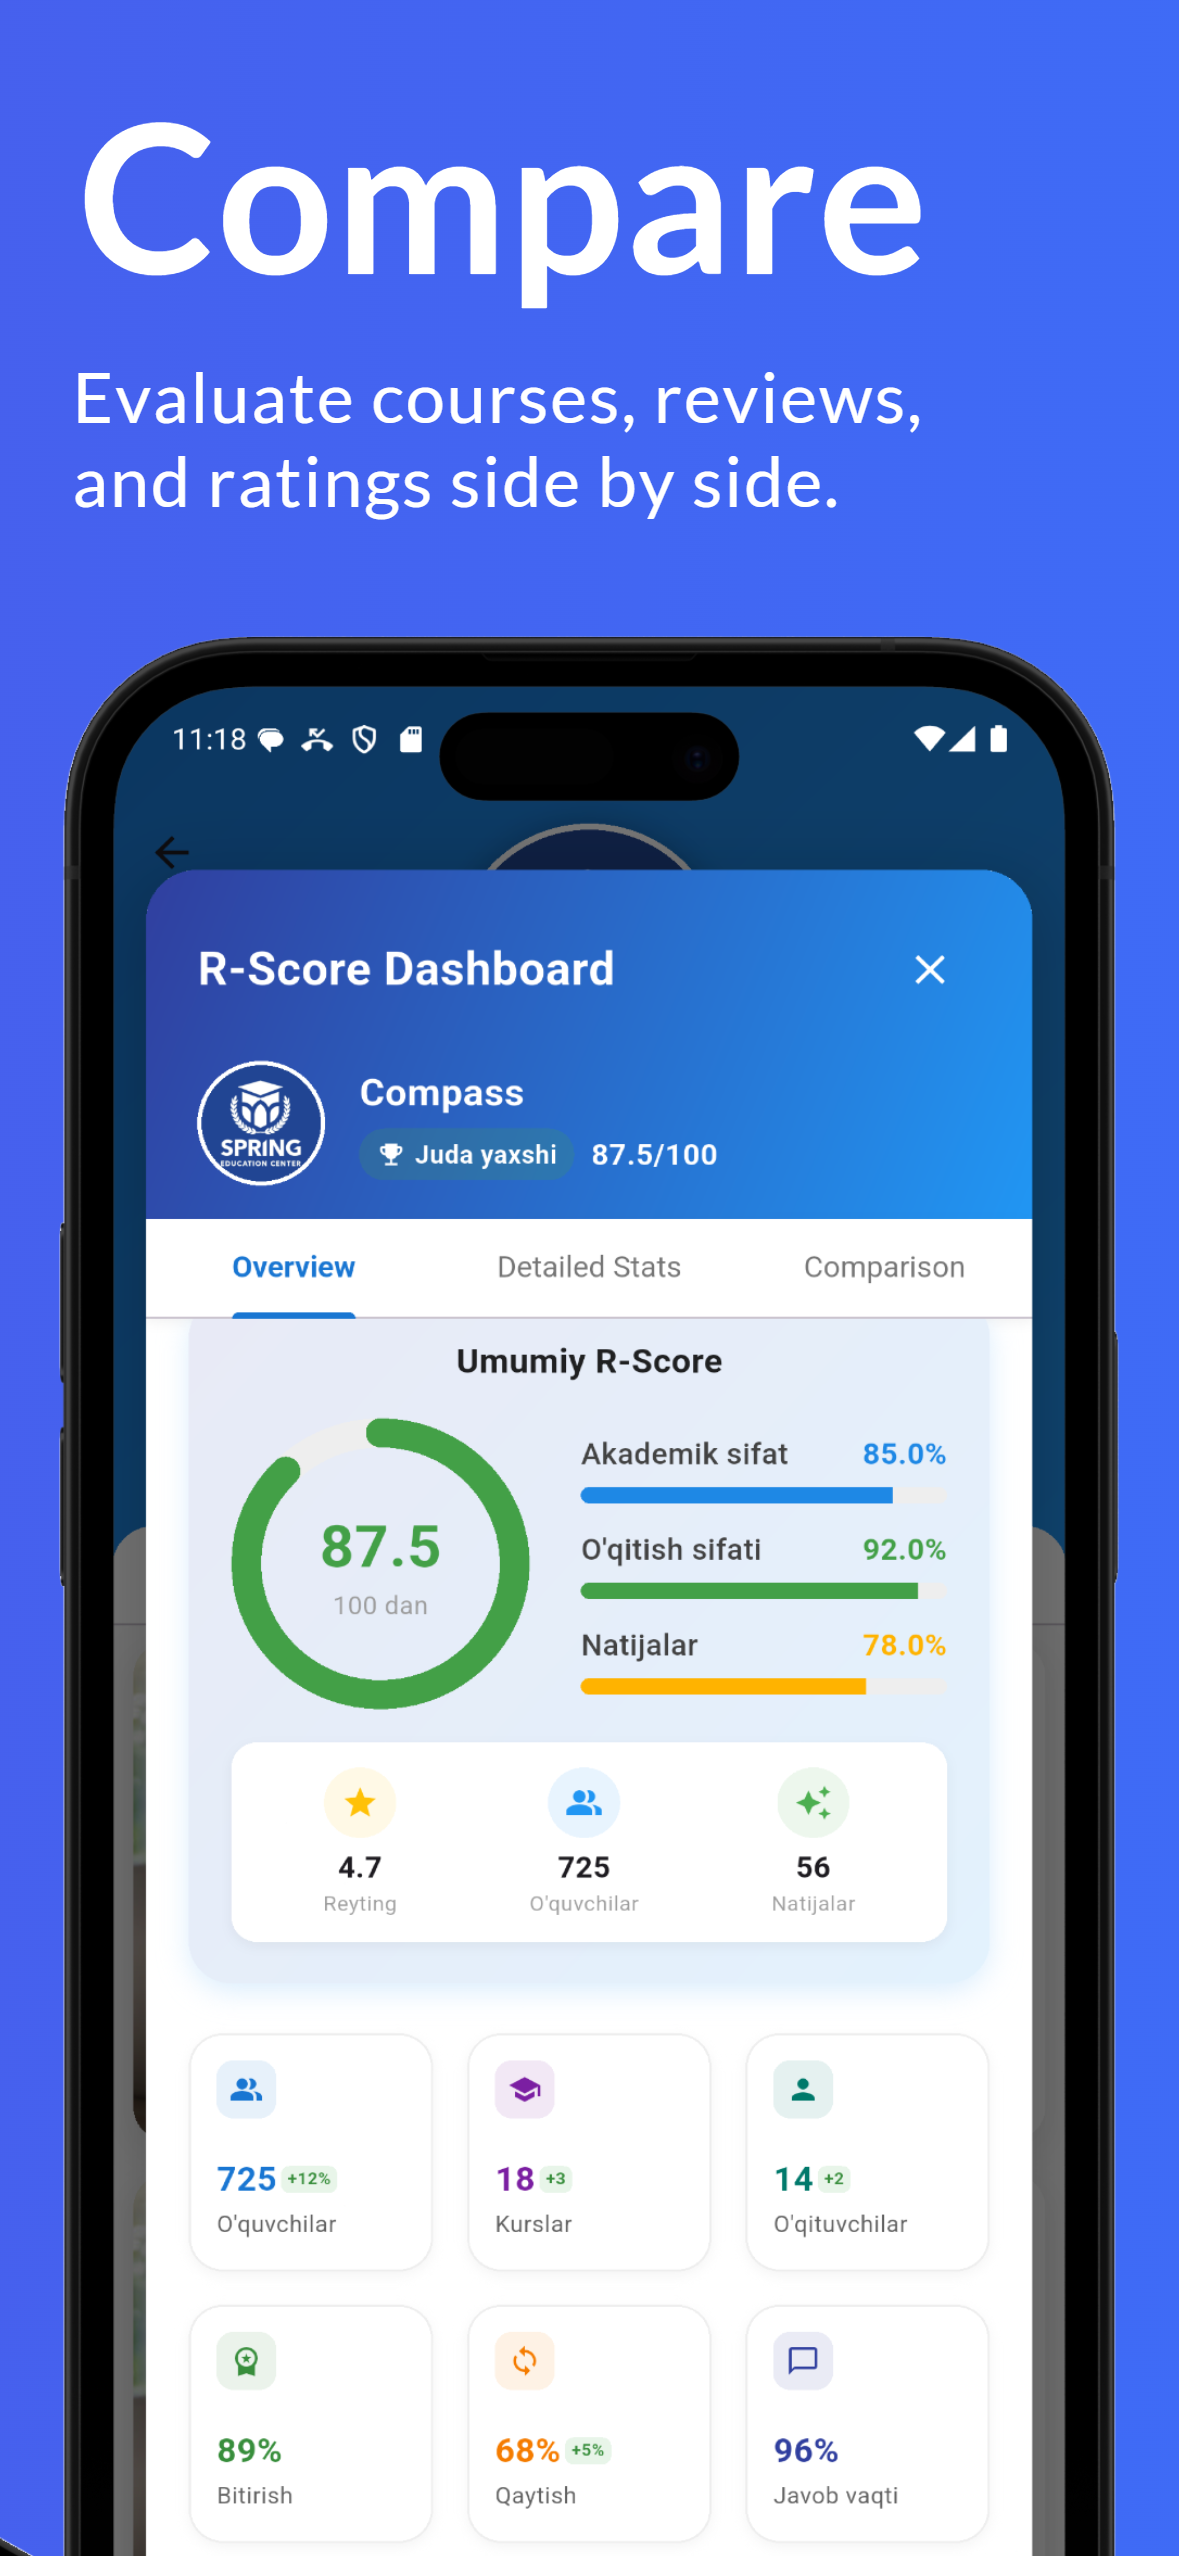 Compare
Evaluate courses, reviews,
and ratings side by side.
11:18
R-Score Dashboard
SPRING
EDUCATION CENTER
Compass
Juda yaxshi 87.5/100
Overview Detailed Stats Comparison
Umumiy R-Score
87.5
100 dan
Akademik sifat 85.0%
O'qitish sifati 92.0%
Natijalar 78.0%
4.7 725 56
Reyting O'quvchilar Natijalar
725 +12% 18 +3 14 +2
O'quvchilar Kurslar O'qituvchilar
89% 68% +5% 96%
Bitirish Qaytish Javob vaqti